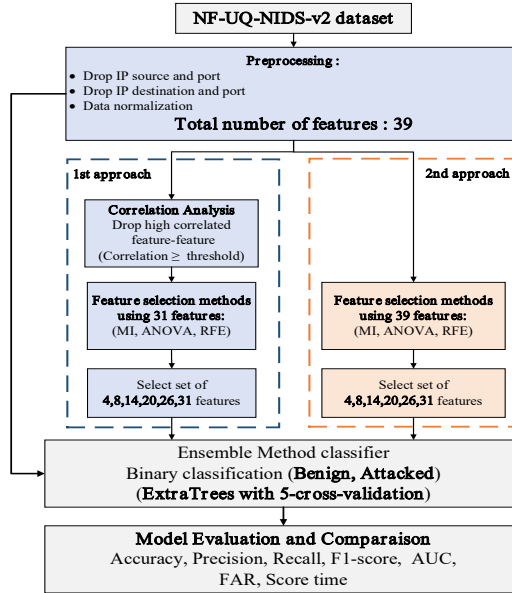 NF-UQ-NIDS-v2 dataset
Preprocessing :
• Drop IP source and port
• Drop IP destination and port
• Data normalization
Total number of features : 39
1st approach
Correlation Analysis
Drop high correlated
feature-feature
(Correlation ≥ threshold)
Feature selection methods
using 31 features:
(MI, ANOVA, RFE)
Select set of
4,8,14,20,26,31 features
2nd approach
Feature selection methods
using 39 features:
(MI, ANOVA, RFE)
Select set of
4,8,14,20,26,31 features
Ensemble Method classifier
Binary classification (Benign, Attacked)
(ExtraTrees with 5-cross-validation)
Model Evaluation and Comparison
Accuracy, Precision, Recall, F1-score, AUC,
FAR, Score time